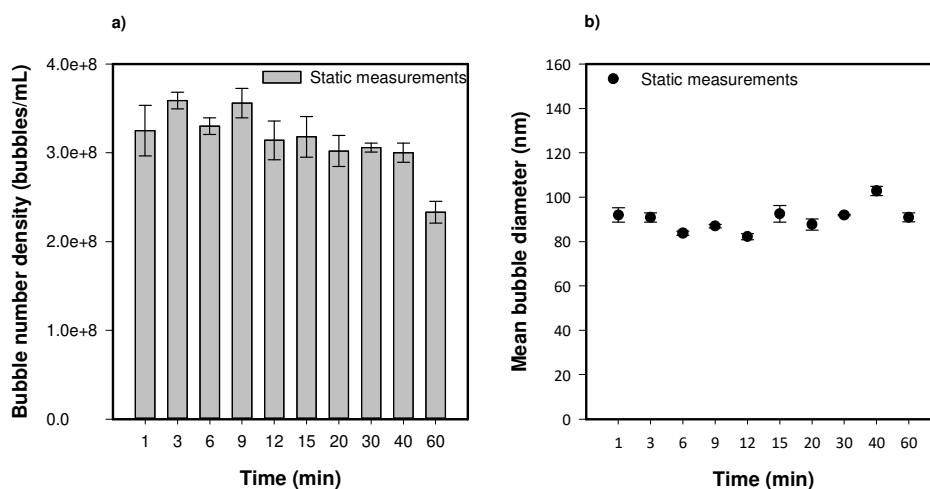 a)
Bubble number density (bubbles/mL)
4.0e+8
3.0e+8
2.0e+8
1.0e+8
0.0
Static measurements
1 3 6 9 12 15 20 30 40 60
Time (min)
b)
Mean bubble diameter (nm)
160
140
120
100
80
60
40
20
0
Static measurements
1 3 6 9 12 15 20 30 40 60
Time (min)